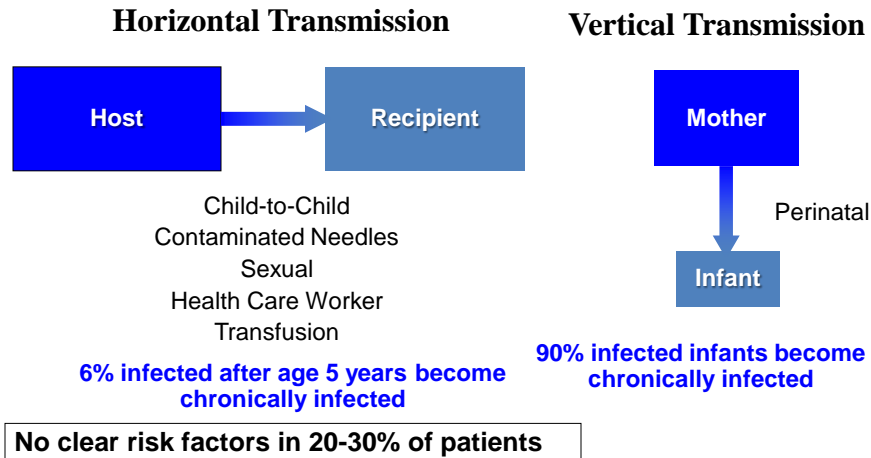 Horizontal Transmission
Host
Recipient
Child-to-Child
Contaminated Needles
Sexual
Health Care Worker
Transfusion
6% infected after age 5 years become
chronically infected
Vertical Transmission
Mother
Perinatal
Infant
90% infected infants become
chronically infected
No clear risk factors in 20-30% of patients